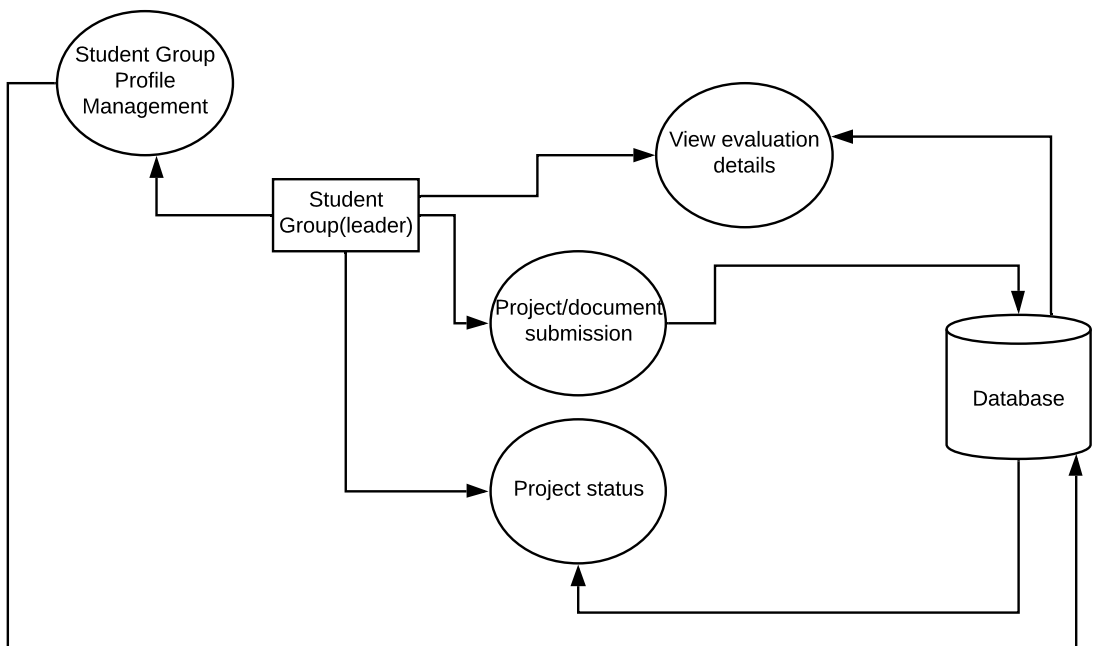 Student Group
Profile
Management
View evaluation
details
Student
Group(leader)
Project/document
submission
Database
Project status